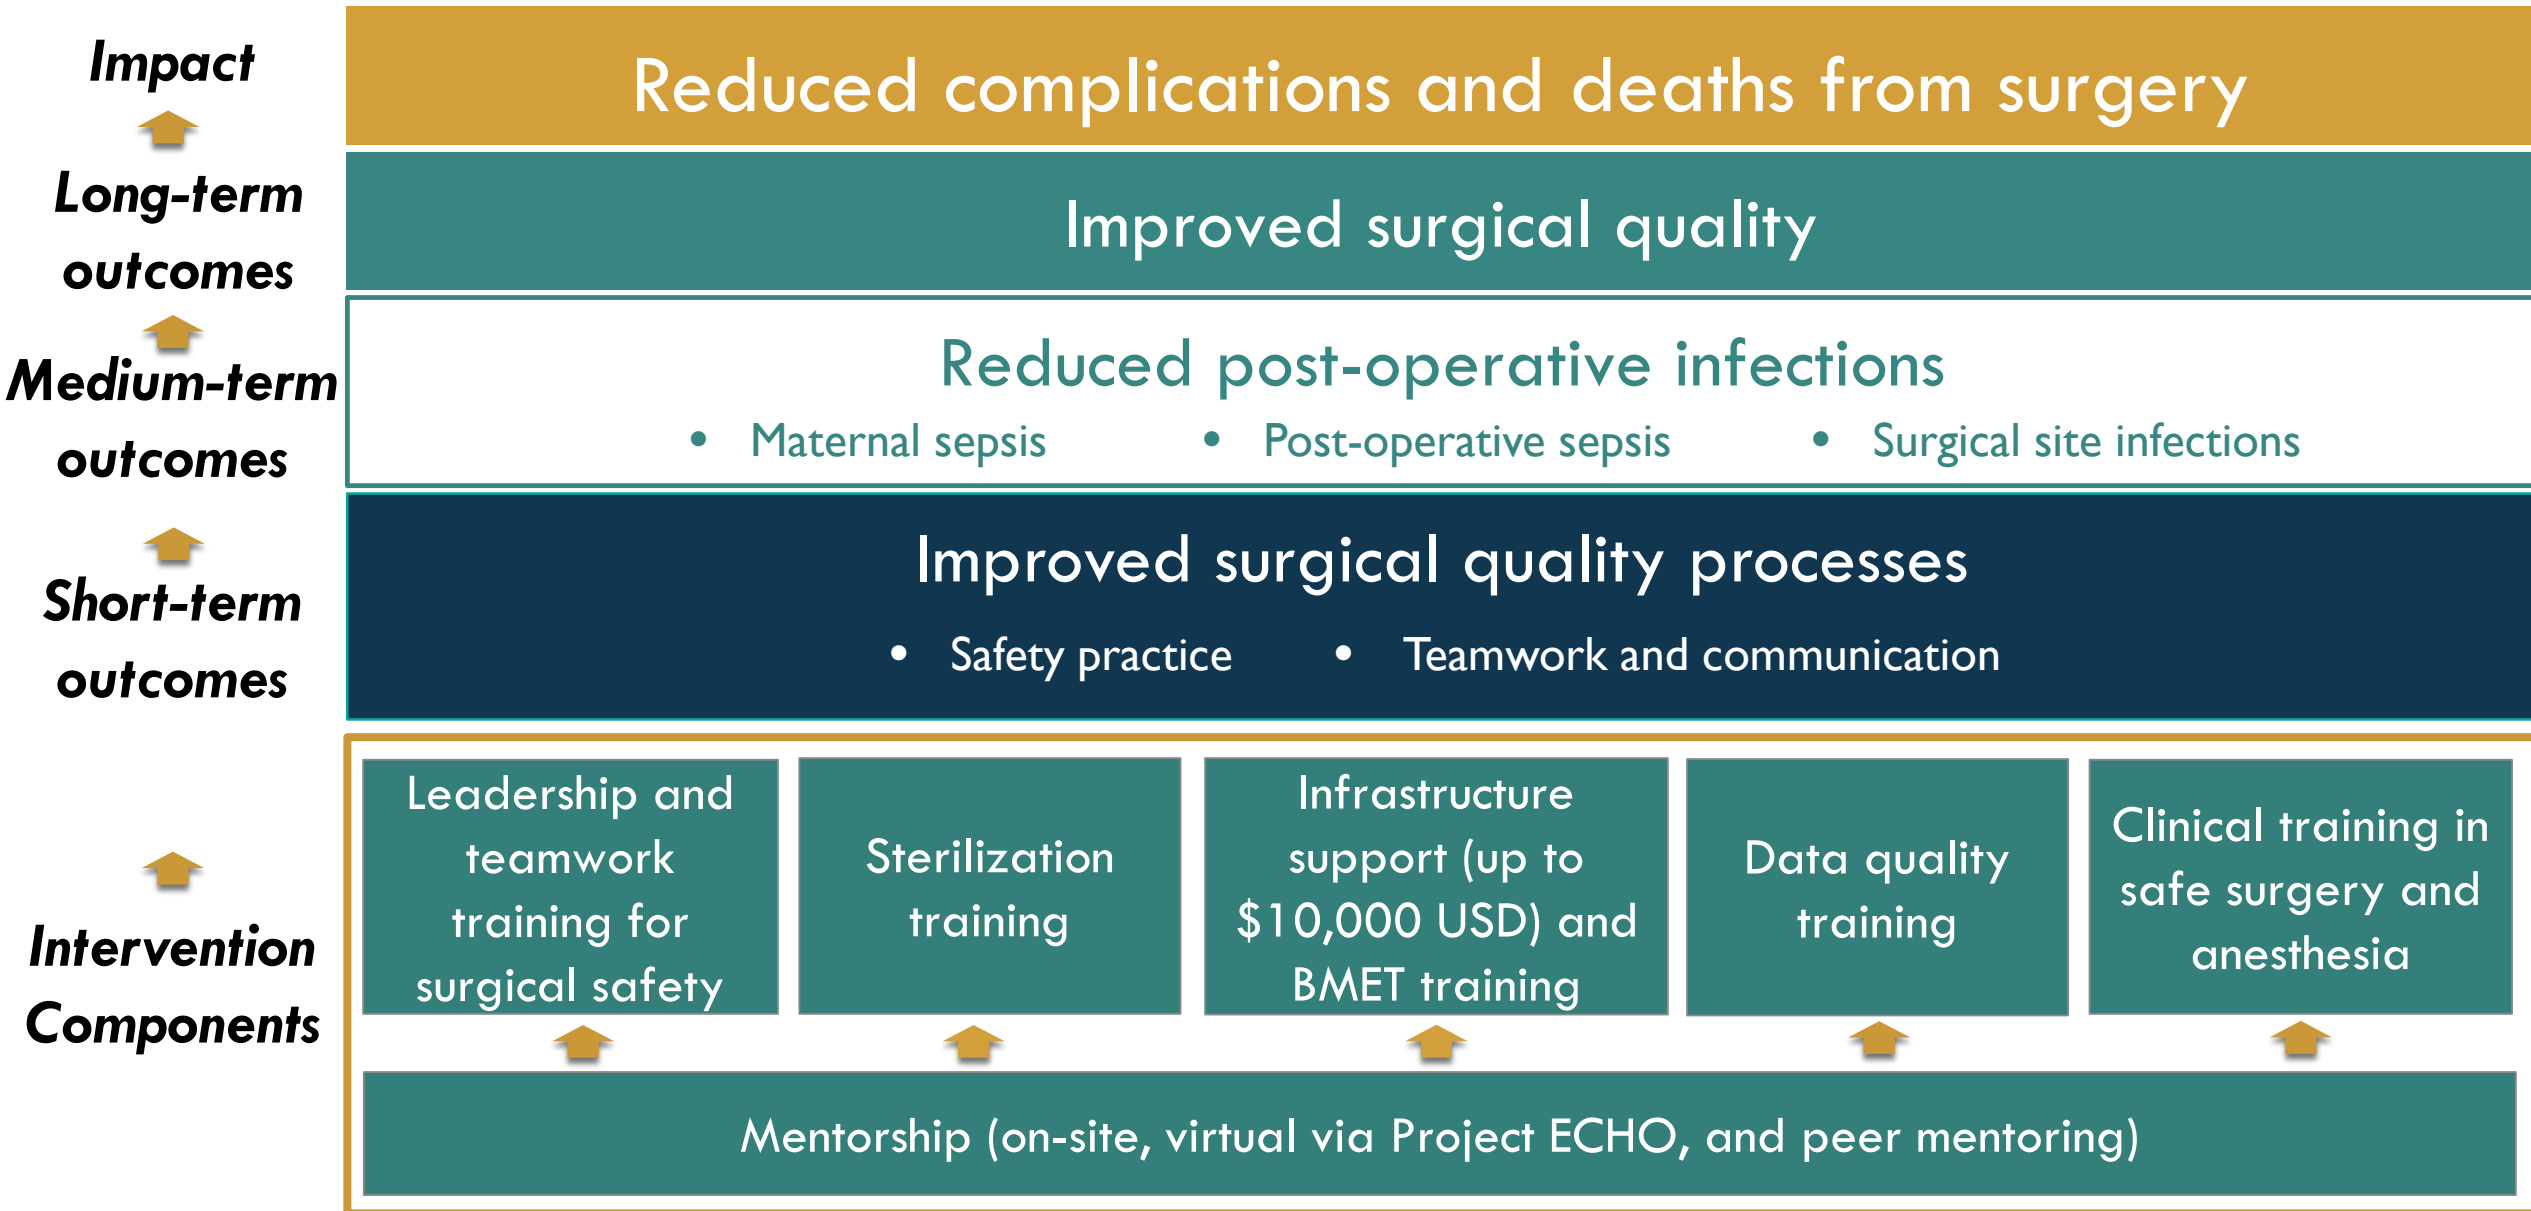 Impact
Reduced complications and deaths from surgery
Long-term
outcomes
Improved surgical quality
Medium-term
outcomes
Reduced post-operative infections
• Maternal sepsis • Post-operative sepsis • Surgical site infections
Short-term
outcomes
Improved surgical quality processes
• Safety practice • Teamwork and communication
Intervention
Components
Leadership and
teamwork
training for
surgical safety
Sterilization
training
Infrastructure
support (up to
$10,000 USD) and
BMET training
Data quality
training
Clinical training in
safe surgery and
anesthesia
Mentorship (on-site, virtual via Project ECHO, and peer mentoring)